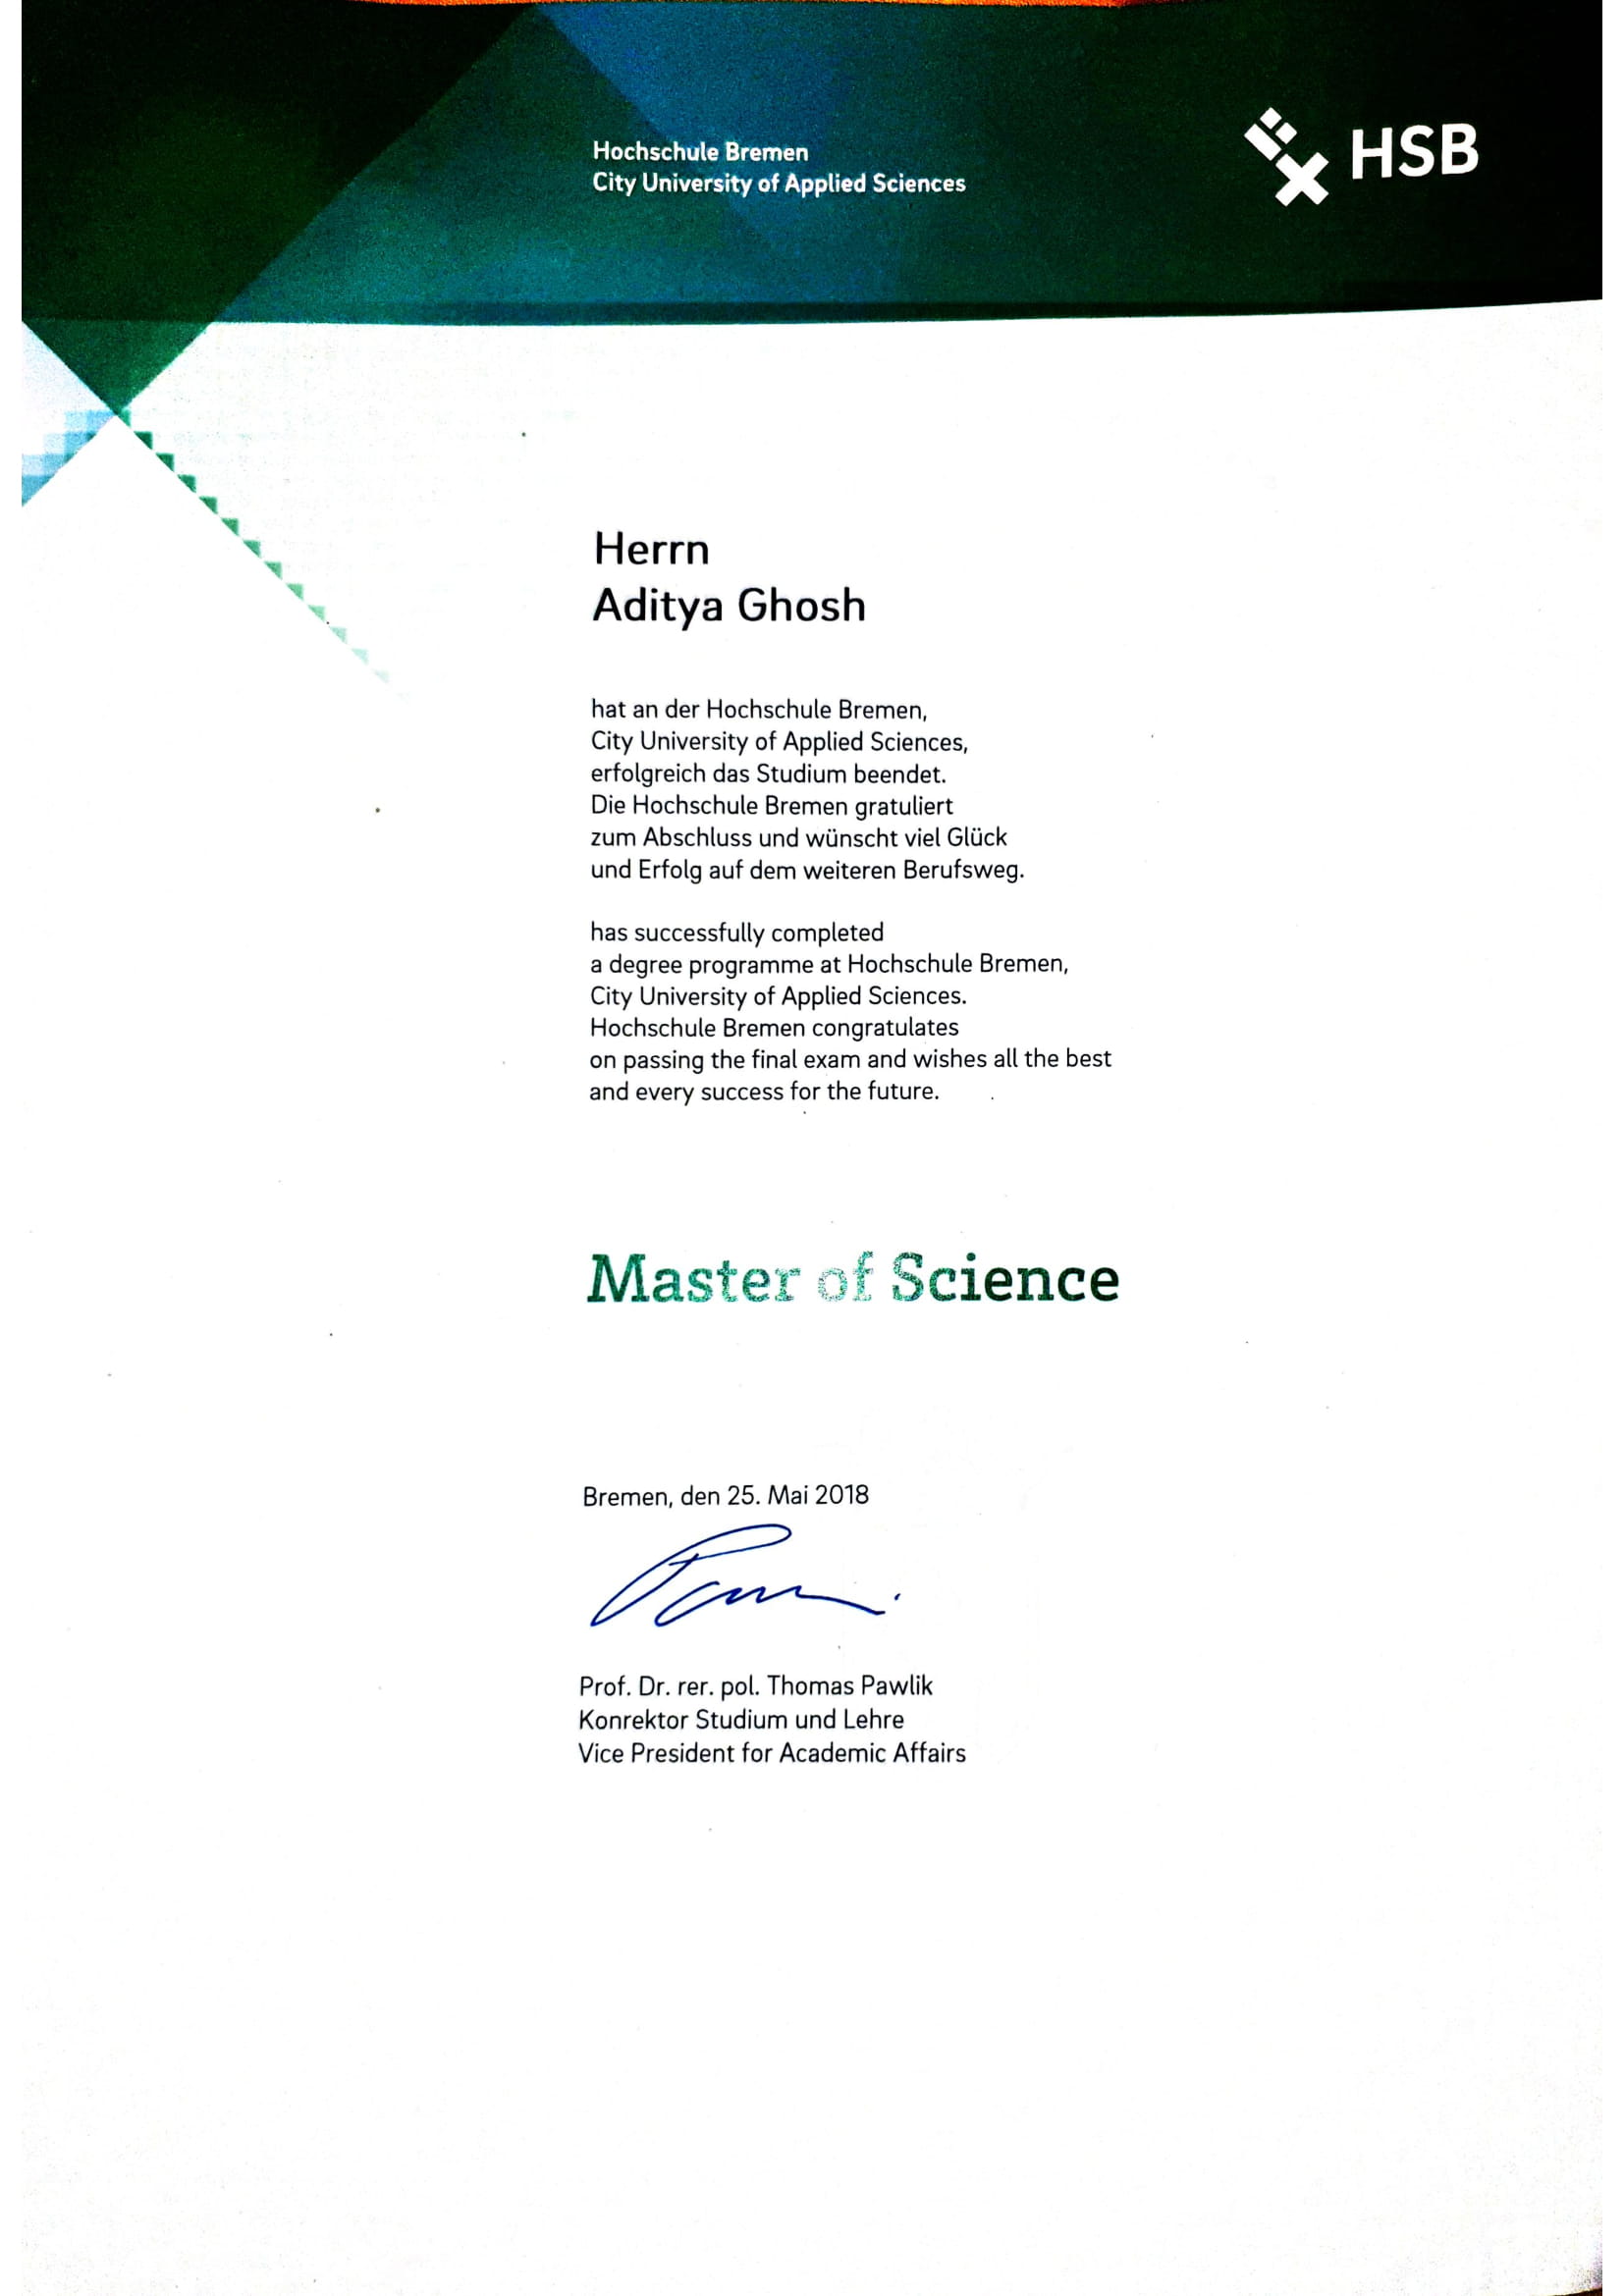 Hochschule Bremen
City University of Applied Sciences
HSB
Herrn
Aditya Ghosh
hat an der Hochschule Bremen,
City University of Applied Sciences,
erfolgreich das Studium beendet.
Die Hochschule Bremen gratuliert
zum Abschluss und wünscht viel Glück
und Erfolg auf dem weiteren Berufsweg.
has successfully completed
a degree programme at Hochschule Bremen,
City University of Applied Sciences.
Hochschule Bremen congratulates
on passing the final exam and wishes all the best
and every success for the future.
Master of Science
Bremen, den 25. Mai 2018
Prof. Dr. rer. pol. Thomas Pawlik
Konrektor Studium und Lehre
Vice President for Academic Affairs